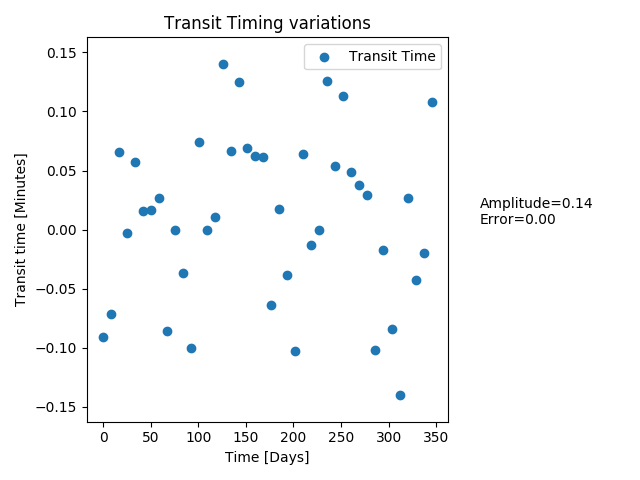 Transit Timing variations
Transit Time
0.15
0.10
0.05
0.00
−0.05
−0.10
−0.15
Transit time [Minutes]
Amplitude=0.14
Error=0.00
0 50 100 150 200 250 300 350
Time [Days]